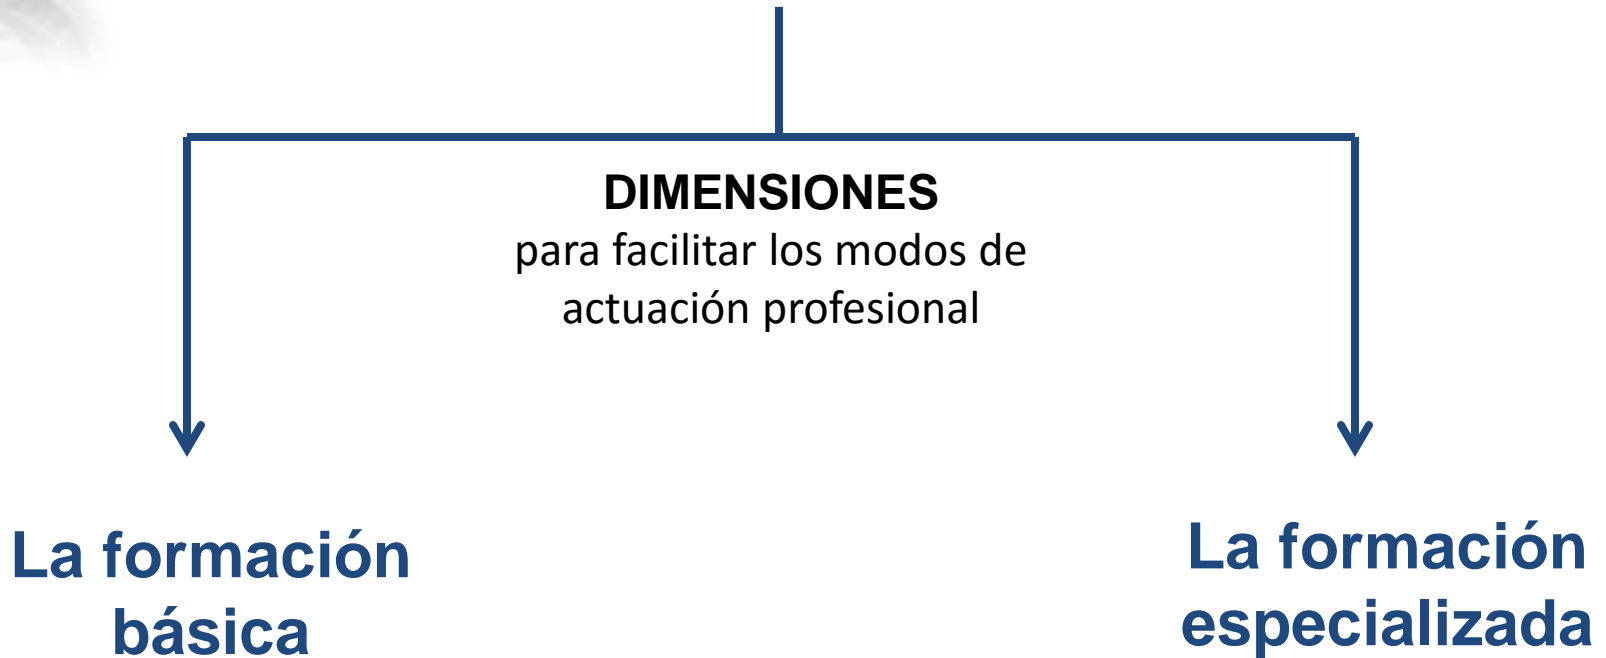 DIMENSIONES
para facilitar los modos de
actuación profesional
La formación
básica
La formación
especializada